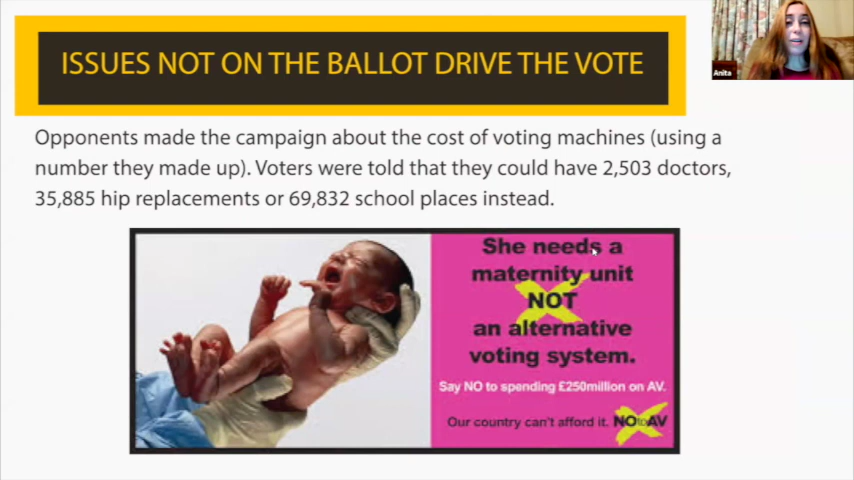 ISSUES NOT ON THE BALLOT DRIVE THE VOTE
Anita
Opponents made the campaign about the cost of voting machines (using a
number they made up). Voters were told that they could have 2,503 doctors,
35,885 hip replacements or 69,832 school places instead.
She needs a
maternity unit
NOT
an alternative
voting system.
Say NO to spending £250million on AV.
Our country can't afford it. NOtoAV